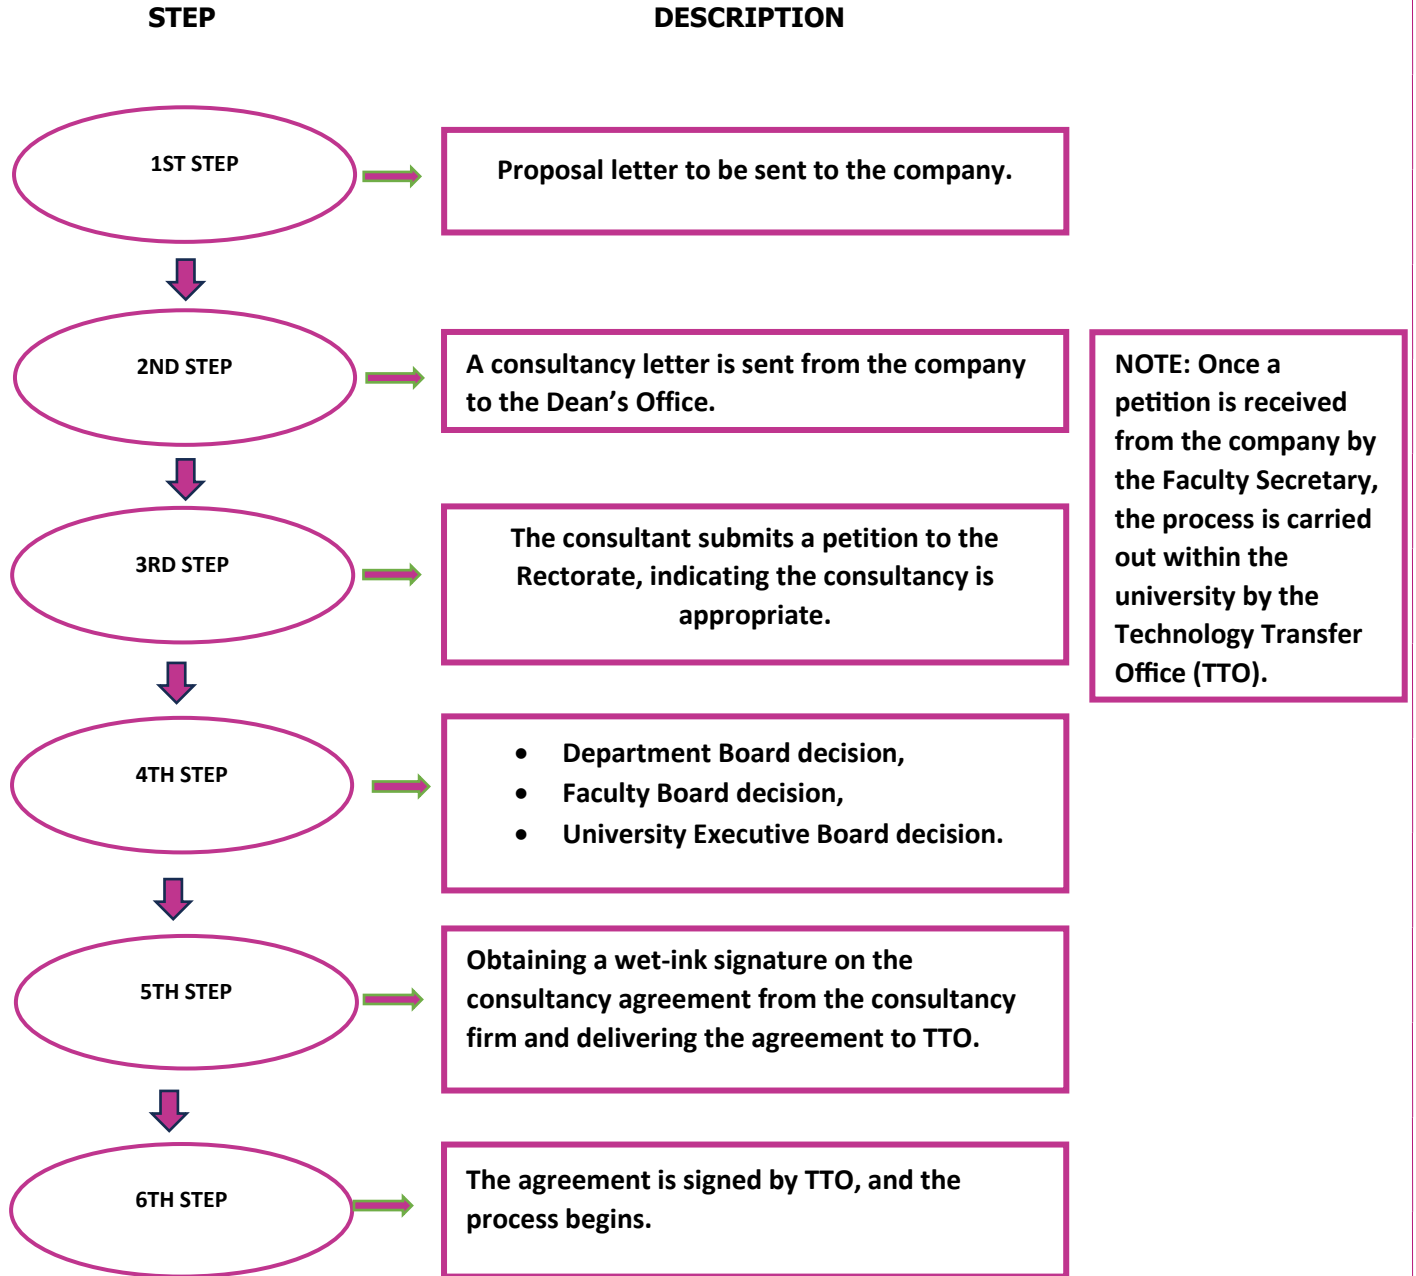 STEP DESCRIPTION
1ST STEP
Proposal letter to be sent to the company.
2ND STEP
A consultancy letter is sent from the company
to the Dean’s Office.
NOTE: Once a
petition is received
from the company by
the Faculty Secretary,
the process is carried
out within the
university by the
Technology Transfer
Office (TTO).
3RD STEP
The consultant submits a petition to the
Rectorate, indicating the consultancy is
appropriate.
4TH STEP
• Department Board decision,
• Faculty Board decision,
• University Executive Board decision.
5TH STEP
Obtaining a wet-ink signature on the
consultancy agreement from the consultancy
firm and delivering the agreement to TTO.
6TH STEP
The agreement is signed by TTO, and the
process begins.